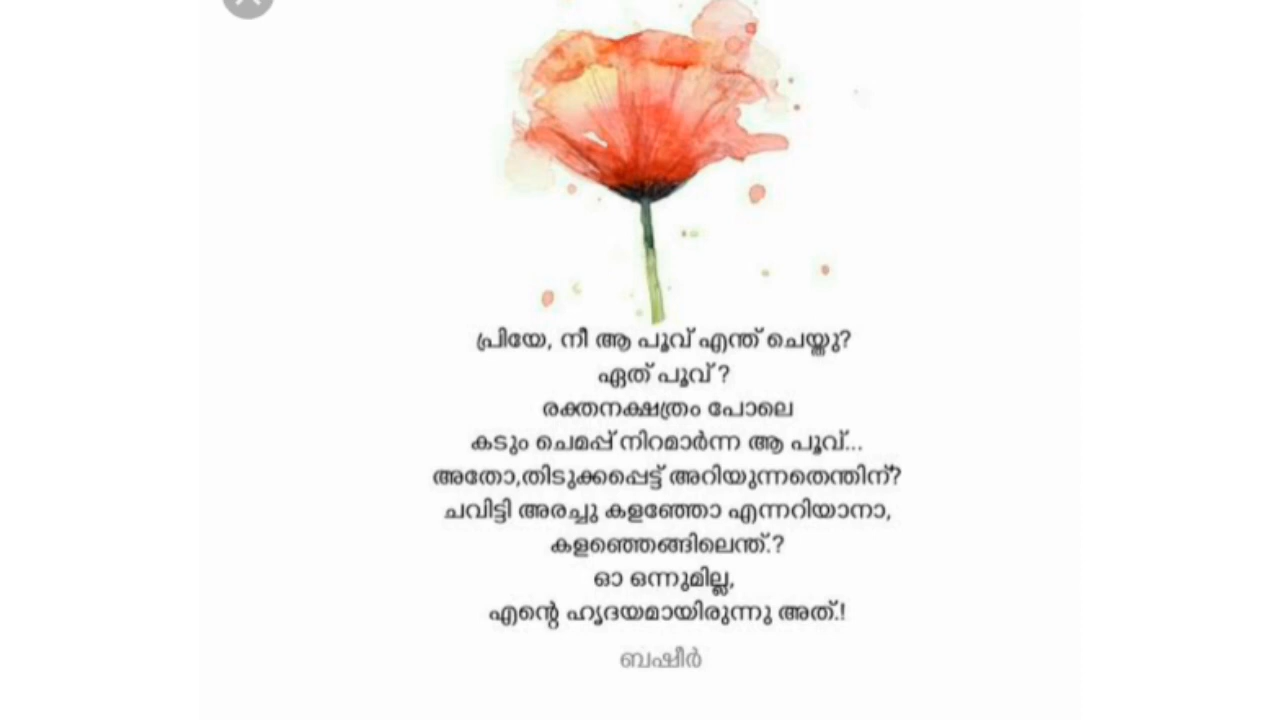 പ്രിയേ, നീ ആ പൂവ് എന്ത് ചെയ്തു?
ഏത് പൂവ് ?
രക്തനക്ഷത്രം പോലെ
കടും ചെമപ്പ് നിറമാർന്ന ആ പൂവ്...
അതോ,തിടുക്കപ്പെട്ട് അറിയുന്നതെന്തിന്?
ചവിട്ടി അരച്ചു കളഞ്ഞോ എന്നറിയാനാ,
കളഞ്ഞെങ്ങിലെന്ത്.?
ഓ ഒന്നുമില്ല,
എന്റെ ഹൃദയമായിരുന്നു അത്.!
ബഷീർ